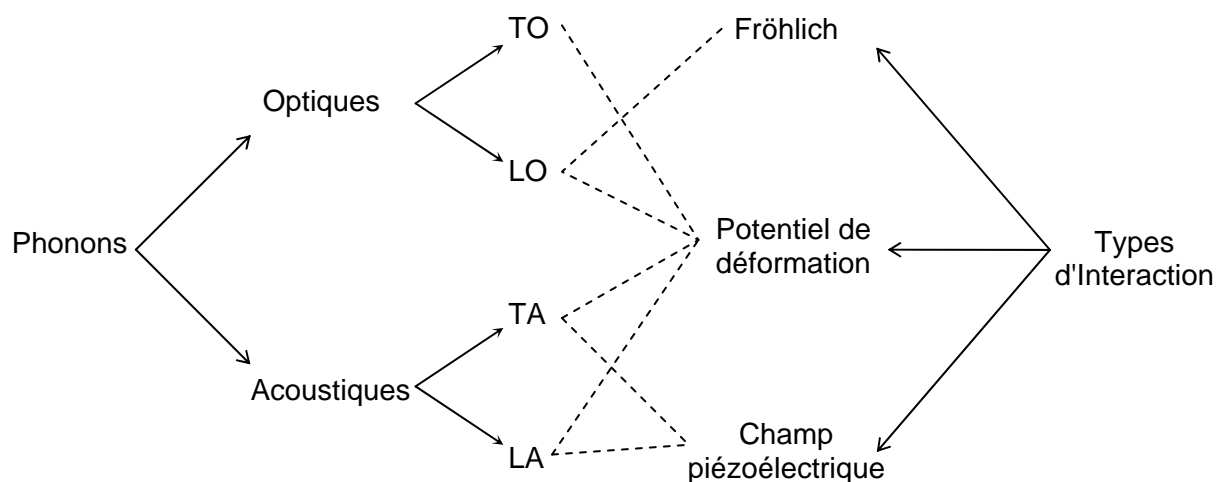 TO
Fröhlich
Optiques
LO
Phonons
Potentiel de
déformation
Types
d'Interaction
TA
Acoustiques
Champ
piézoélectrique
LA